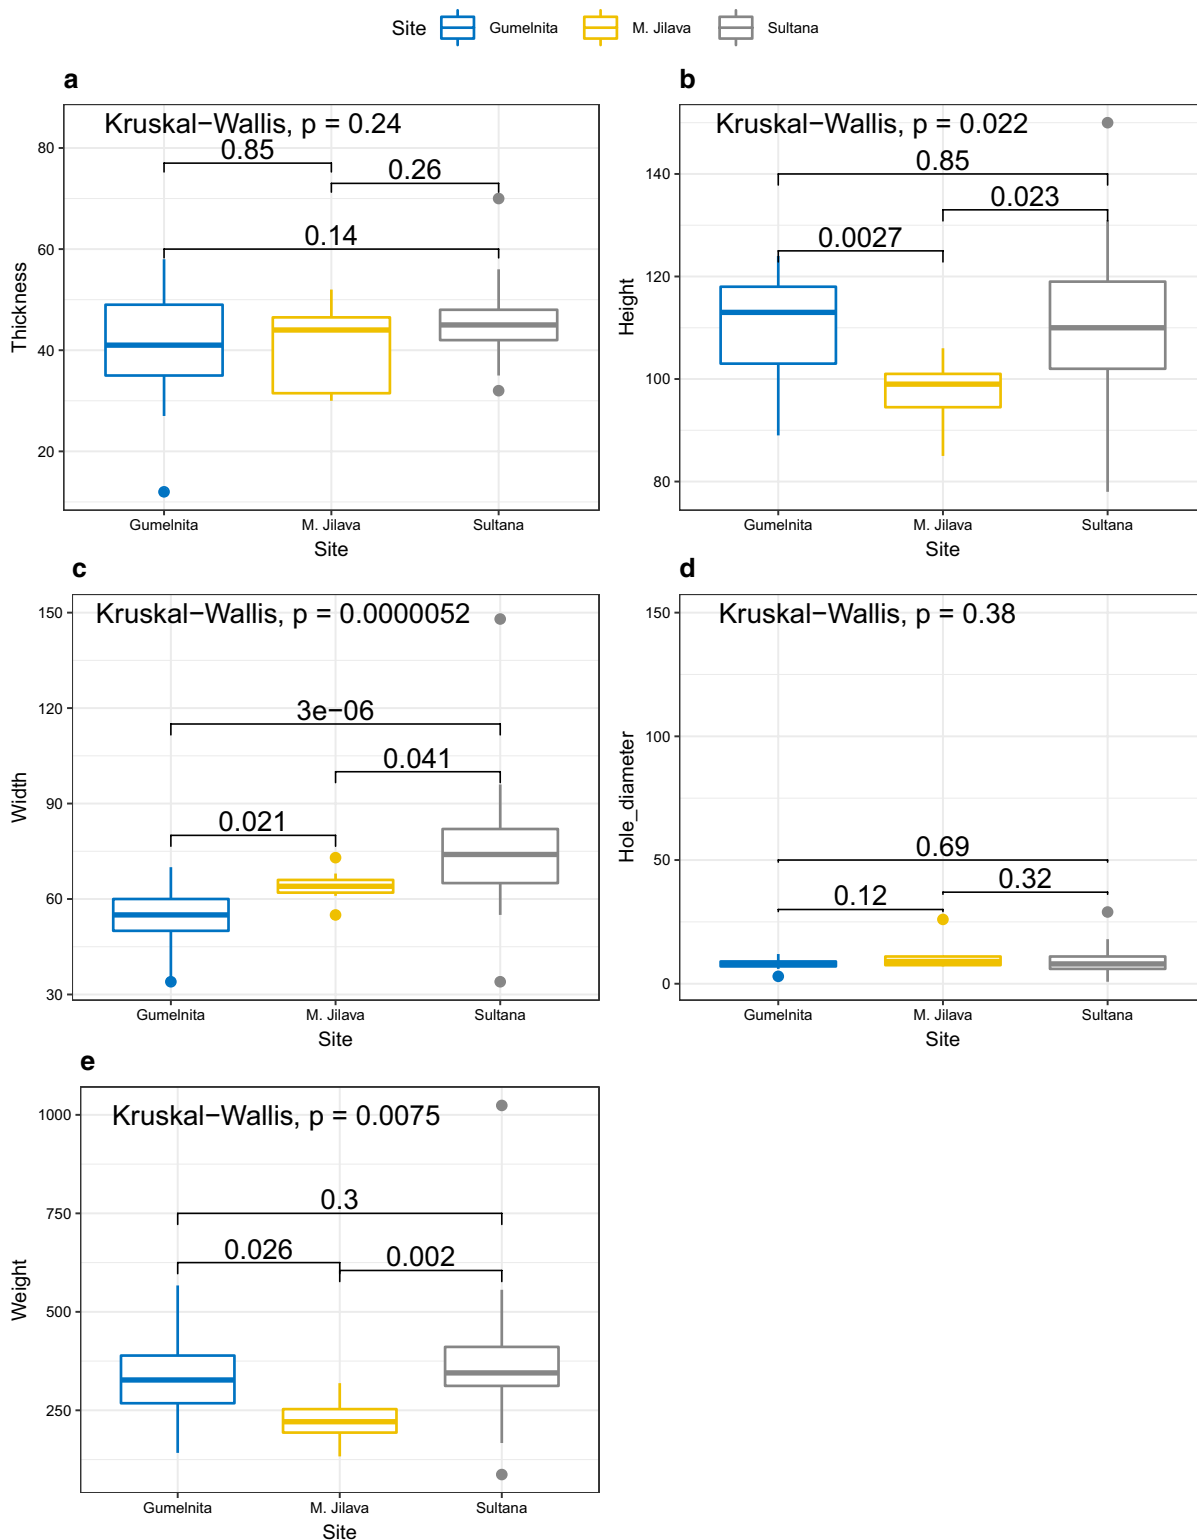 Site Gumelnita M. Jilava Sultana
a
Kruskal−Wallis, p = 0.24
0.85
0.26
0.14
80
60
40
20
Thickness
Gumelnita M. Jilava Sultana
Site
b
Kruskal−Wallis, p = 0.022
0.85
0.023
0.0027
140
120
100
80
Height
Gumelnita M. Jilava Sultana
Site
c
Kruskal−Wallis, p = 0.0000052
3e−06
0.041
0.021
150
120
90
60
30
Width
Gumelnita M. Jilava Sultana
Site
d
Kruskal−Wallis, p = 0.38
0.69
0.12
0.32
150
100
50
0
Hole_diameter
Gumelnita M. Jilava Sultana
Site
e
Kruskal−Wallis, p = 0.0075
0.3
0.026
0.002
1000
750
500
250
Weight
Gumelnita M. Jilava Sultana
Site